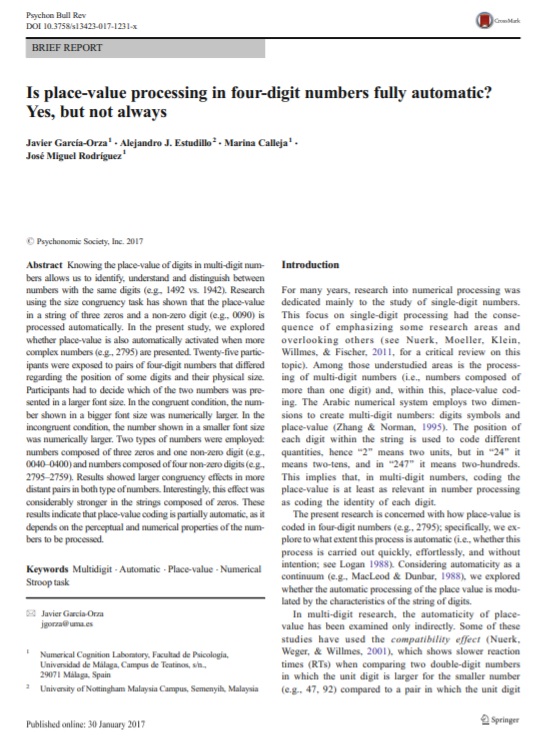 Psychon Bull Rev
DOI 10.3758/s13423-017-1231-x
CrossMark
BRIEF REPORT
Is place-value processing in four-digit numbers fully automatic?
Yes, but not always
Javier García-Orza¹ · Alejandro J. Estudillo² · Marina Calleja¹ ·
José Miguel Rodríguez¹
© Psychonomic Society, Inc. 2017
Abstract Knowing the place-value of digits in multi-digit num-
bers allows us to identify, understand and distinguish between
numbers with the same digits (e.g., 1492 vs. 1942). Research
using the size congruency task has shown that the place-value
in a string of three zeros and a non-zero digit (e.g., 0090) is
processed automatically. In the present study, we explored
whether place-value is also automatically activated when more
complex numbers (e.g., 2795) are presented. Twenty-five partic-
ipants were exposed to pairs of four-digit numbers that differed
regarding the position of some digits and their physical size.
Participants had to decide which of the two numbers was pre-
sented in a larger font size. In the congruent condition, the num-
ber shown in a bigger font size was numerically larger. In the
incongruent condition, the number shown in a smaller font size
was numerically larger. Two types of numbers were employed:
numbers composed of three zeros and one non-zero digit (e.g.,
0040–0400) and numbers composed of four non-zero digits (e.g.,
2795–2759). Results showed larger congruency effects in more
distant pairs in both type of numbers. Interestingly, this effect was
considerably stronger in the strings composed of zeros. These
results indicate that place-value coding is partially automatic, as it
depends on the perceptual and numerical properties of the num-
bers to be processed.
Keywords Multidigit · Automatic · Place-value · Numerical
Stroop task
Javier García-Orza
jgorza@uma.es
1 Numerical Cognition Laboratory, Facultad de Psicología,
Universidad de Málaga, Campus de Teatinos, s/n.,
29071 Málaga, Spain
2 University of Nottingham Malaysia Campus, Semenyih, Malaysia
Introduction
For many years, research into numerical processing was
dedicated mainly to the study of single-digit numbers.
This focus on single-digit processing had the conse-
quence of emphasizing some research areas and
overlooking others (see Nuerk, Moeller, Klein,
Willmes, & Fischer, 2011, for a critical review on this
topic). Among those understudied areas is the process-
ing of multi-digit numbers (i.e., numbers composed of
more than one digit) and, within this, place-value cod-
ing. The Arabic numerical system employs two dimen-
sions to create multi-digit numbers: digits symbols and
place-value (Zhang & Norman, 1995). The position of
each digit within the string is used to code different
quantities, hence “2” means two units, but in “24” it
means two-tens, and in “247” it means two-hundreds.
This implies that, in multi-digit numbers, coding the
place-value is at least as relevant in number processing
as coding the identity of each digit.
The present research is concerned with how place-value is
coded in four-digit numbers (e.g., 2795); specifically, we ex-
plore to what extent this process is automatic (i.e., whether this
process is carried out quickly, effortlessly, and without
intention; see Logan 1988). Considering automaticity as a
continuum (e.g., MacLeod & Dunbar, 1988), we explored
whether the automatic processing of the place value is modu-
lated by the characteristics of the string of digits.
In multi-digit research, the automaticity of place-
value has been examined only indirectly. Some of these
studies have used the compatibility effect (Nuerk,
Weger, & Willmes, 2001), which shows slower reaction
times (RTs) when comparing two double-digit numbers
in which the unit digit is larger for the smaller number
(e.g., 47, 92) compared to a pair in which the unit digit
Published online: 30 January 2017
Springer